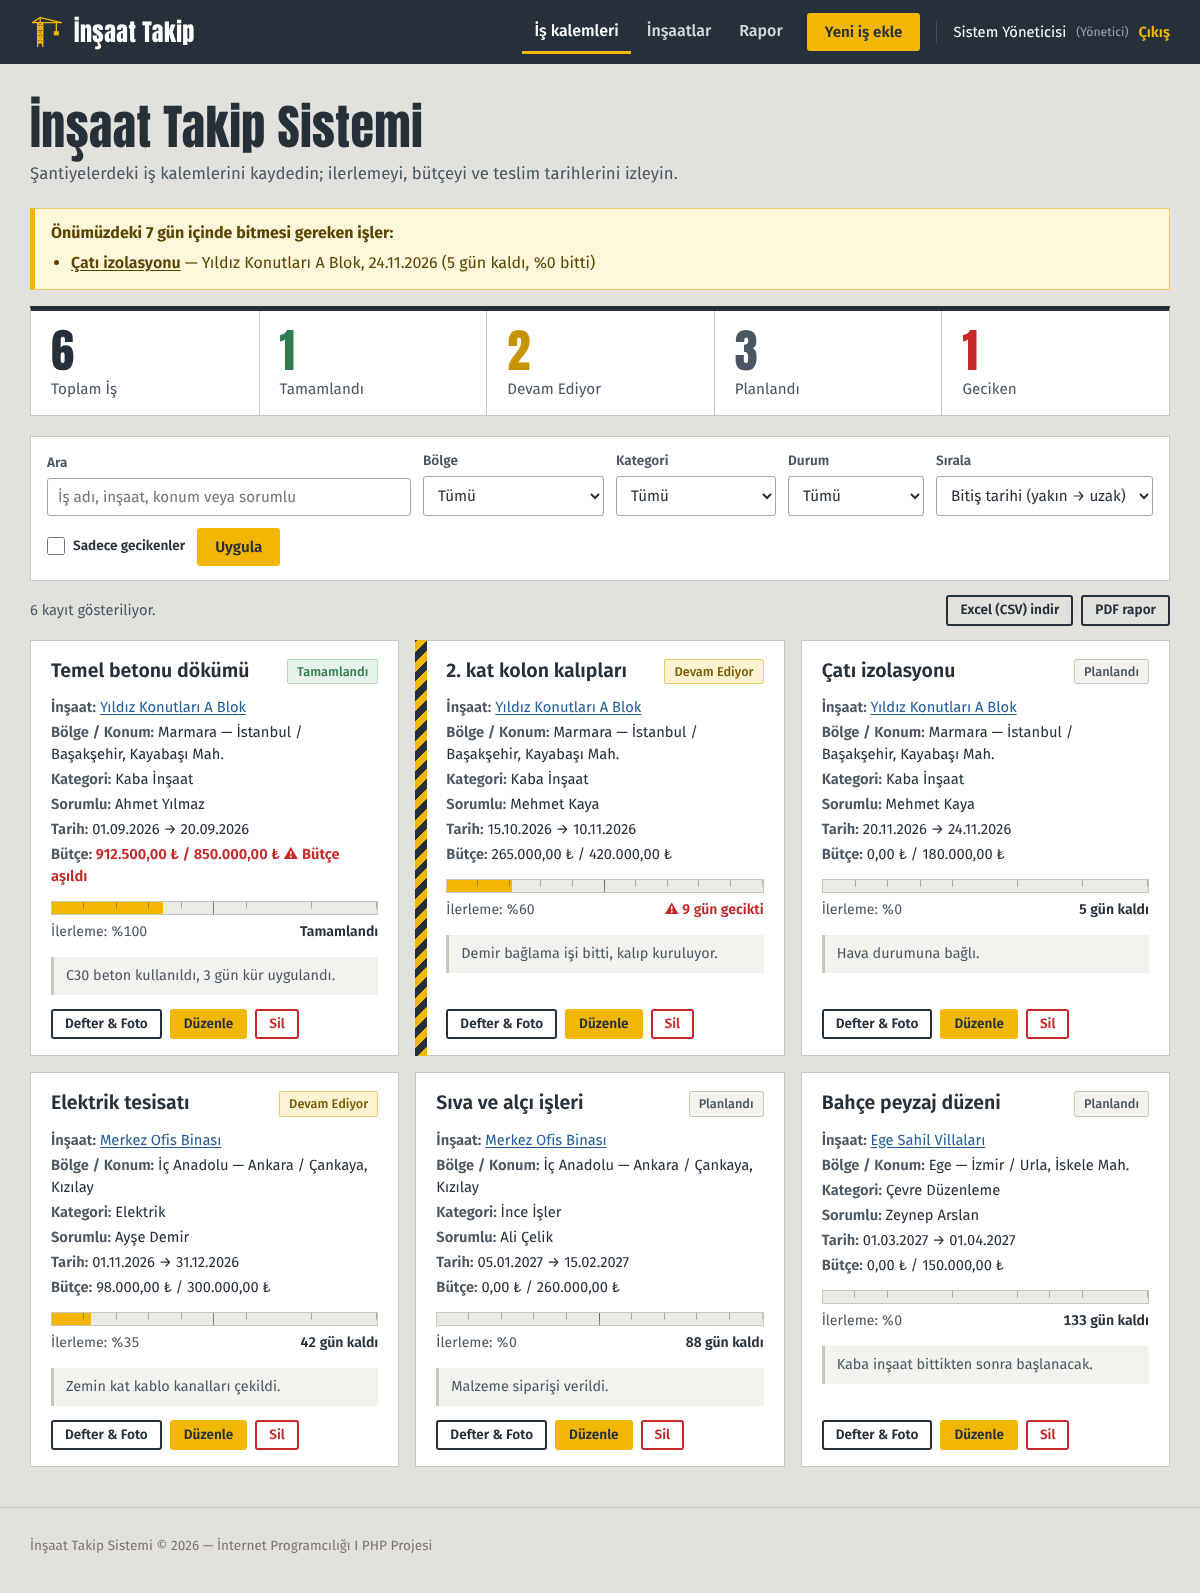 İnşaat Takip
İş kalemleri
İnşaatlar
Rapor
Yeni iş ekle
Sistem Yöneticisi (Yönetici) Çıkış
İnşaat Takip Sistemi
Şantiyelerdeki iş kalemlerini kaydedin; ilerlemeyi, bütçeyi ve teslim tarihlerini izleyin.
Önümüzdeki 7 gün içinde bitmesi gereken işler:
• Çatı izolasyonu — Yıldız Konutları A Blok, 24.11.2026 (5 gün kaldı, %0 bitti)
6
Toplam İş
1
Tamamlandı
2
Devam Ediyor
3
Planlandı
1
Geciken
Ara
İş adı, inşaat, konum veya sorumlu
Bölge
Tümü
Kategori
Tümü
Durum
Tümü
Sırala
Bitiş tarihi (yakın → uzak)
Sadece gecikenler
Uygula
6 kayıt gösteriliyor.
Excel (CSV) indir
PDF rapor
Temel betonu dökümü
Tamamlandı
İnşaat: Yıldız Konutları A Blok
Bölge / Konum: Marmara — İstanbul /
Başakşehir, Kayabaşı Mah.
Kategori: Kaba İnşaat
Sorumlu: Ahmet Yılmaz
Tarih: 01.09.2026 → 20.09.2026
Bütçe: 912.500,00 ₺ / 850.000,00 ₺ ⚠ Bütçe
aşıldı
İlerleme: %100
Tamamlandı
C30 beton kullanıldı, 3 gün kür uygulandı.
Defter & Foto
Düzenle
Sil
2. kat kolon kalıpları
Devam Ediyor
İnşaat: Yıldız Konutları A Blok
Bölge / Konum: Marmara — İstanbul /
Başakşehir, Kayabaşı Mah.
Kategori: Kaba İnşaat
Sorumlu: Mehmet Kaya
Tarih: 15.10.2026 → 10.11.2026
Bütçe: 265.000,00 ₺ / 420.000,00 ₺
İlerleme: %60
⚠ 9 gün gecikti
Demir bağlama işi bitti, kalıp kuruluyor.
Defter & Foto
Düzenle
Sil
Çatı izolasyonu
Planlandı
İnşaat: Yıldız Konutları A Blok
Bölge / Konum: Marmara — İstanbul /
Başakşehir, Kayabaşı Mah.
Kategori: Kaba İnşaat
Sorumlu: Mehmet Kaya
Tarih: 20.11.2026 → 24.11.2026
Bütçe: 0,00 ₺ / 180.000,00 ₺
İlerleme: %0
5 gün kaldı
Hava durumuna bağlı.
Defter & Foto
Düzenle
Sil
Elektrik tesisatı
Devam Ediyor
İnşaat: Merkez Ofis Binası
Bölge / Konum: İç Anadolu — Ankara / Çankaya,
Kızılay
Kategori: Elektrik
Sorumlu: Ayşe Demir
Tarih: 01.11.2026 → 31.12.2026
Bütçe: 98.000,00 ₺ / 300.000,00 ₺
İlerleme: %35
42 gün kaldı
Zemin kat kablo kanalları çekildi.
Defter & Foto
Düzenle
Sil
Sıva ve alçı işleri
Planlandı
İnşaat: Merkez Ofis Binası
Bölge / Konum: İç Anadolu — Ankara / Çankaya,
Kızılay
Kategori: İnce İşler
Sorumlu: Ali Çelik
Tarih: 05.01.2027 → 15.02.2027
Bütçe: 0,00 ₺ / 260.000,00 ₺
İlerleme: %0
88 gün kaldı
Malzeme siparişi verildi.
Defter & Foto
Düzenle
Sil
Bahçe peyzaj düzeni
Planlandı
İnşaat: Ege Sahil Villaları
Bölge / Konum: Ege — İzmir / Urla, İskele Mah.
Kategori: Çevre Düzenleme
Sorumlu: Zeynep Arslan
Tarih: 01.03.2027 → 01.04.2027
Bütçe: 0,00 ₺ / 150.000,00 ₺
İlerleme: %0
133 gün kaldı
Kaba inşaat bittikten sonra başlanacak.
Defter & Foto
Düzenle
Sil
İnşaat Takip Sistemi © 2026 — İnternet Programcılığı I PHP Projesi